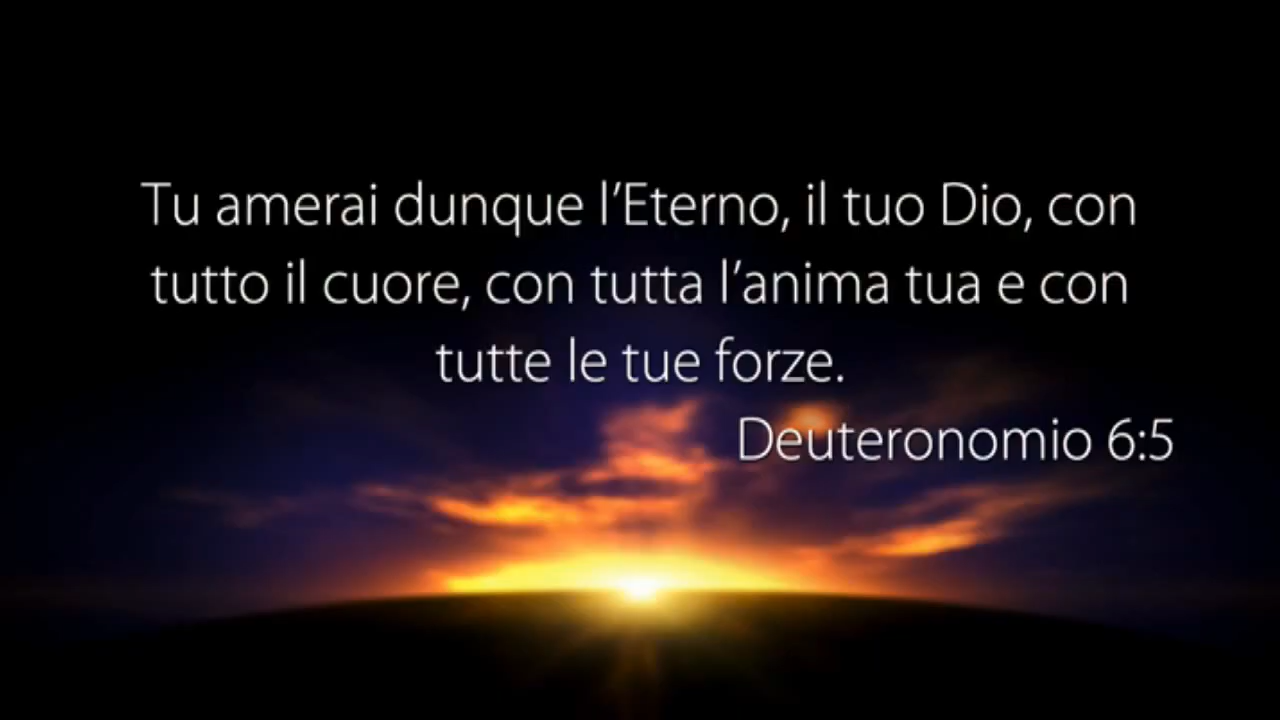 Tu amerai dunque l’Eterno, il tuo Dio, con
tutto il cuore, con tutta l’anima tua e con
tutte le tue forze.
Deuteronomio 6:5